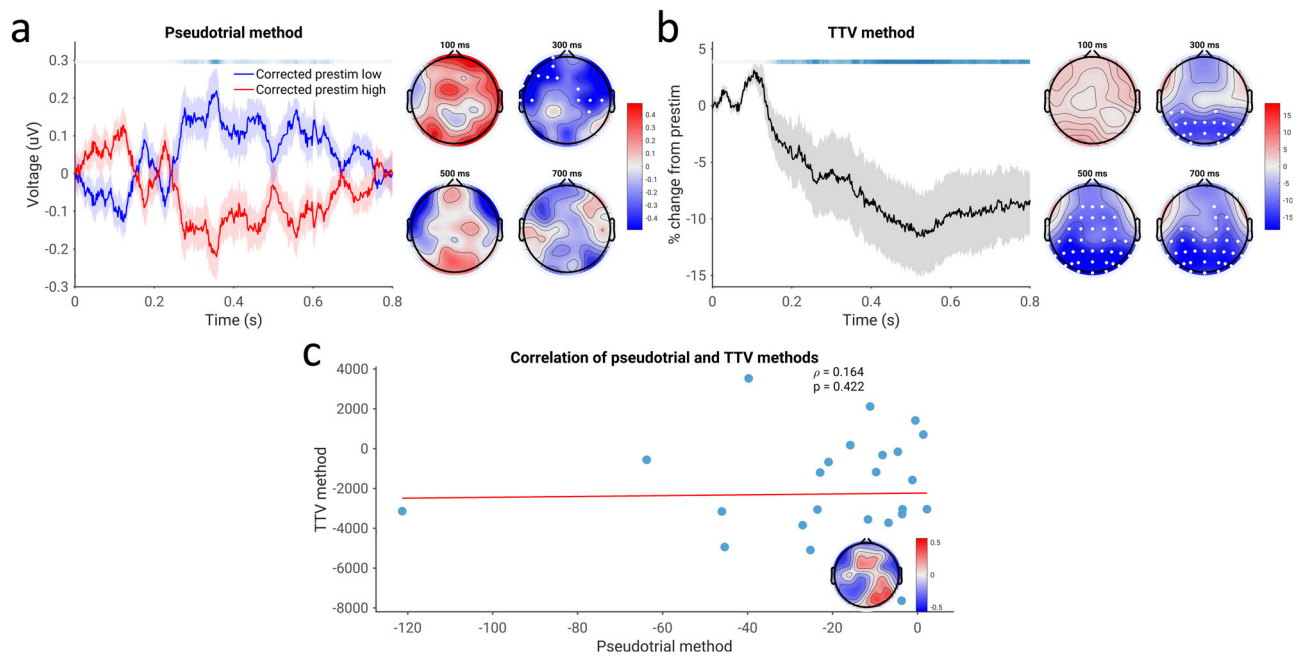 a
Pseudotrial method
0.3
0.2
0.1
0
-0.1
-0.2
-0.3
Voltage (uV)
Corrected prestim low
Corrected prestim high
0
0.2
0.4
0.6
0.8
Time (s)
100 ms
300 ms
500 ms
700 ms
0.4
0.3
0.2
0.1
0
-0.1
-0.2
-0.3
-0.4
b
TTV method
5
0
-5
-10
-15
% change from prestim
0
0.2
0.4
0.6
0.8
Time (s)
100 ms
300 ms
500 ms
700 ms
15
10
5
0
-5
-10
-15
c
Correlation of pseudotrial and TTV methods
ρ = 0.164
p = 0.422
4000
2000
0
-2000
-4000
-6000
-8000
TTV method
0.5
0
-0.5
-120
-100
-80
-60
-40
-20
0
Pseudotrial method